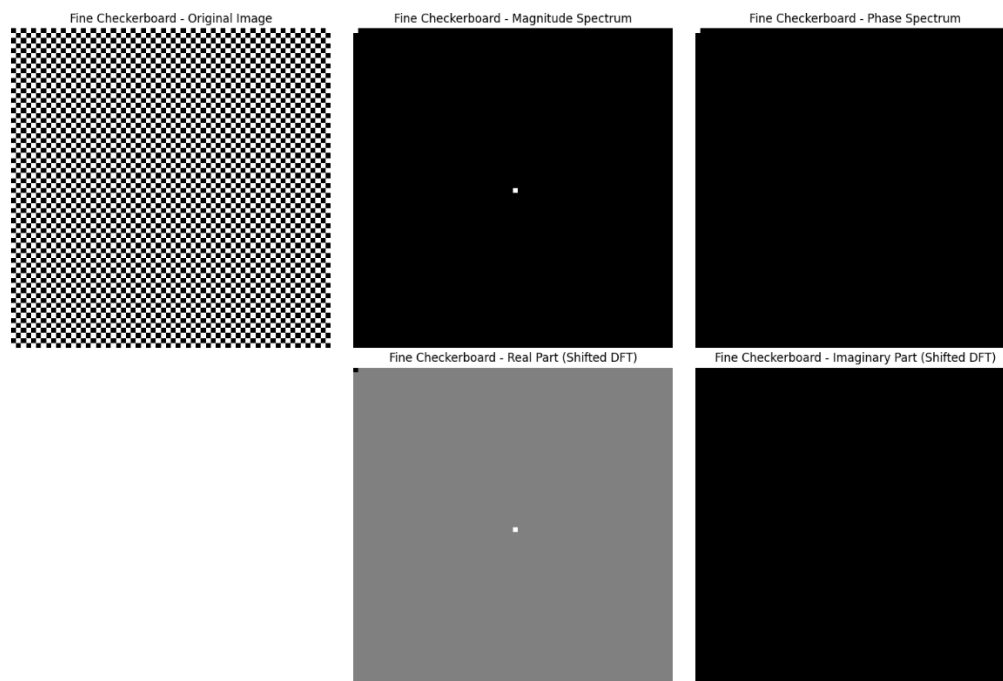 Fine Checkerboard - Original Image
Fine Checkerboard - Magnitude Spectrum
Fine Checkerboard - Phase Spectrum
Fine Checkerboard - Real Part (Shifted DFT)
Fine Checkerboard - Imaginary Part (Shifted DFT)